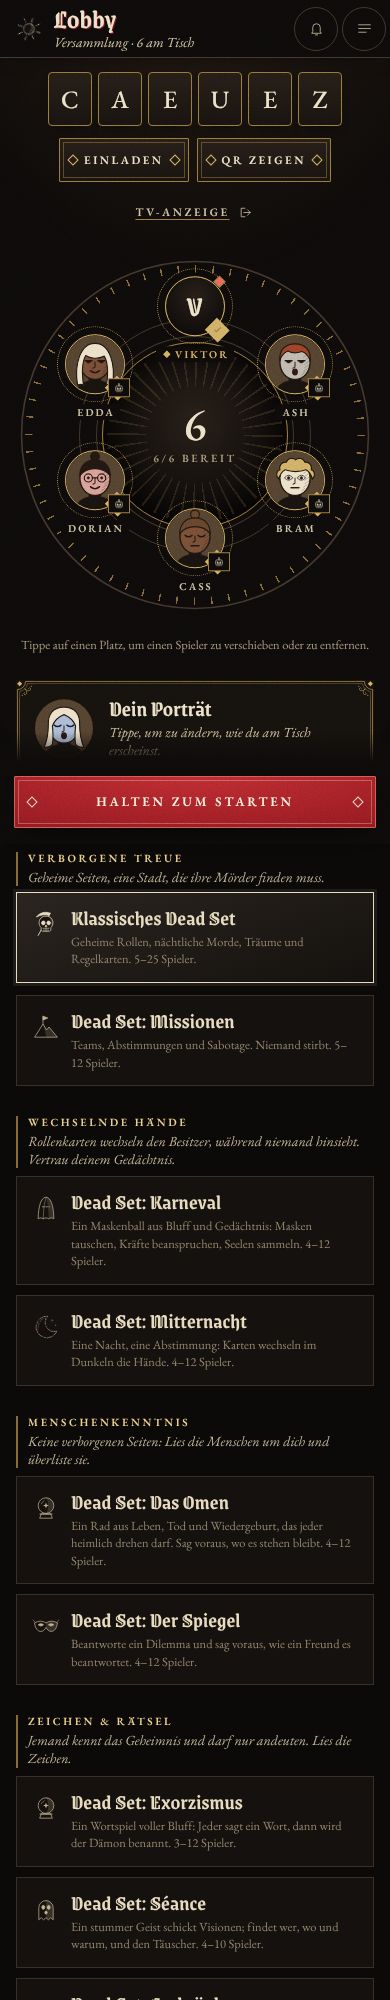 Lobby
Versammlung · 6 am Tisch
C A E U E Z
EINLADEN
QR ZEIGEN
TV-ANZEIGE
V
VIKTOR
EDDA
ASH
6
6/6 BEREIT
DORIAN
BRAM
CASS
Tippe auf einen Platz, um einen Spieler zu verschieben oder zu entfernen.
Dein Porträt
Tippe, um zu ändern, wie du am Tisch
erscheinst.
HALTEN ZUM STARTEN
VERBORGENE TREUE
Geheime Seiten, eine Stadt, die ihre Mörder finden muss.
Klassisches Dead Set
Geheime Rollen, nächtliche Morde, Träume und
Regelkarten. 5–25 Spieler.
Dead Set: Missionen
Teams, Abstimmungen und Sabotage. Niemand stirbt. 5–
12 Spieler.
WECHSELNDE HÄNDE
Rollenkarten wechseln den Besitzer, während niemand hinsieht.
Vertrau deinem Gedächtnis.
Dead Set: Karneval
Ein Maskenball aus Bluff und Gedächtnis: Masken
tauschen, Kräfte beanspruchen, Seelen sammeln. 4–12
Spieler.
Dead Set: Mitternacht
Eine Nacht, eine Abstimmung: Karten wechseln im
Dunkeln die Hände. 4–12 Spieler.
MENSCHENKENNTNIS
Keine verborgenen Seiten: Lies die Menschen um dich und
überliste sie.
Dead Set: Das Omen
Ein Rad aus Leben, Tod und Wiedergeburt, das jeder
heimlich drehen darf. Sag voraus, wo es stehen bleibt. 4–12
Spieler.
Dead Set: Der Spiegel
Beantworte ein Dilemma und sag voraus, wie ein Freund es
beantwortet. 4–12 Spieler.
ZEICHEN & RÄTSEL
Jemand kennt das Geheimnis und darf nur andeuten. Lies die
Zeichen.
Dead Set: Exorzismus
Ein Wortspiel voller Bluff: Jeder sagt ein Wort, dann wird
der Dämon benannt. 3–12 Spieler.
Dead Set: Séance
Ein stummer Geist schickt Visionen; findet wer, wo und
warum, und den Täuscher. 4–10 Spieler.